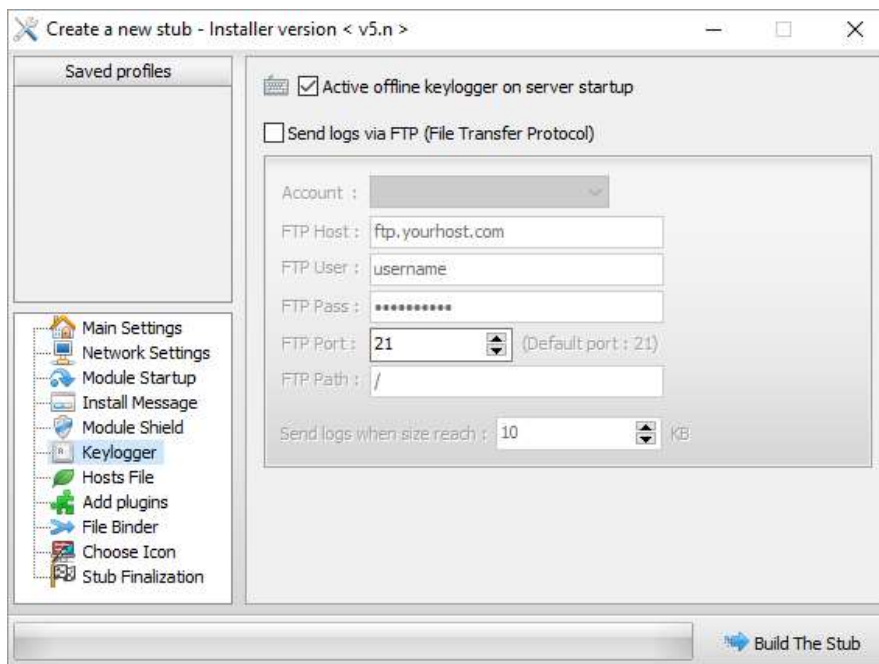 Create a new stub - Installer version < v5.n >
Saved profiles
Active offline keylogger on server startup
Send logs via FTP (File Transfer Protocol)
Account :
FTP Host : ftp.yourhost.com
FTP User : username
FTP Pass : ••••••••••
FTP Port : 21 (Default port : 21)
FTP Path : /
Send logs when size reach : 10 KB
Main Settings
Network Settings
Module Startup
Install Message
Module Shield
Keylogger
Hosts File
Add plugins
File Binder
Choose Icon
Stub Finalization
Build The Stub